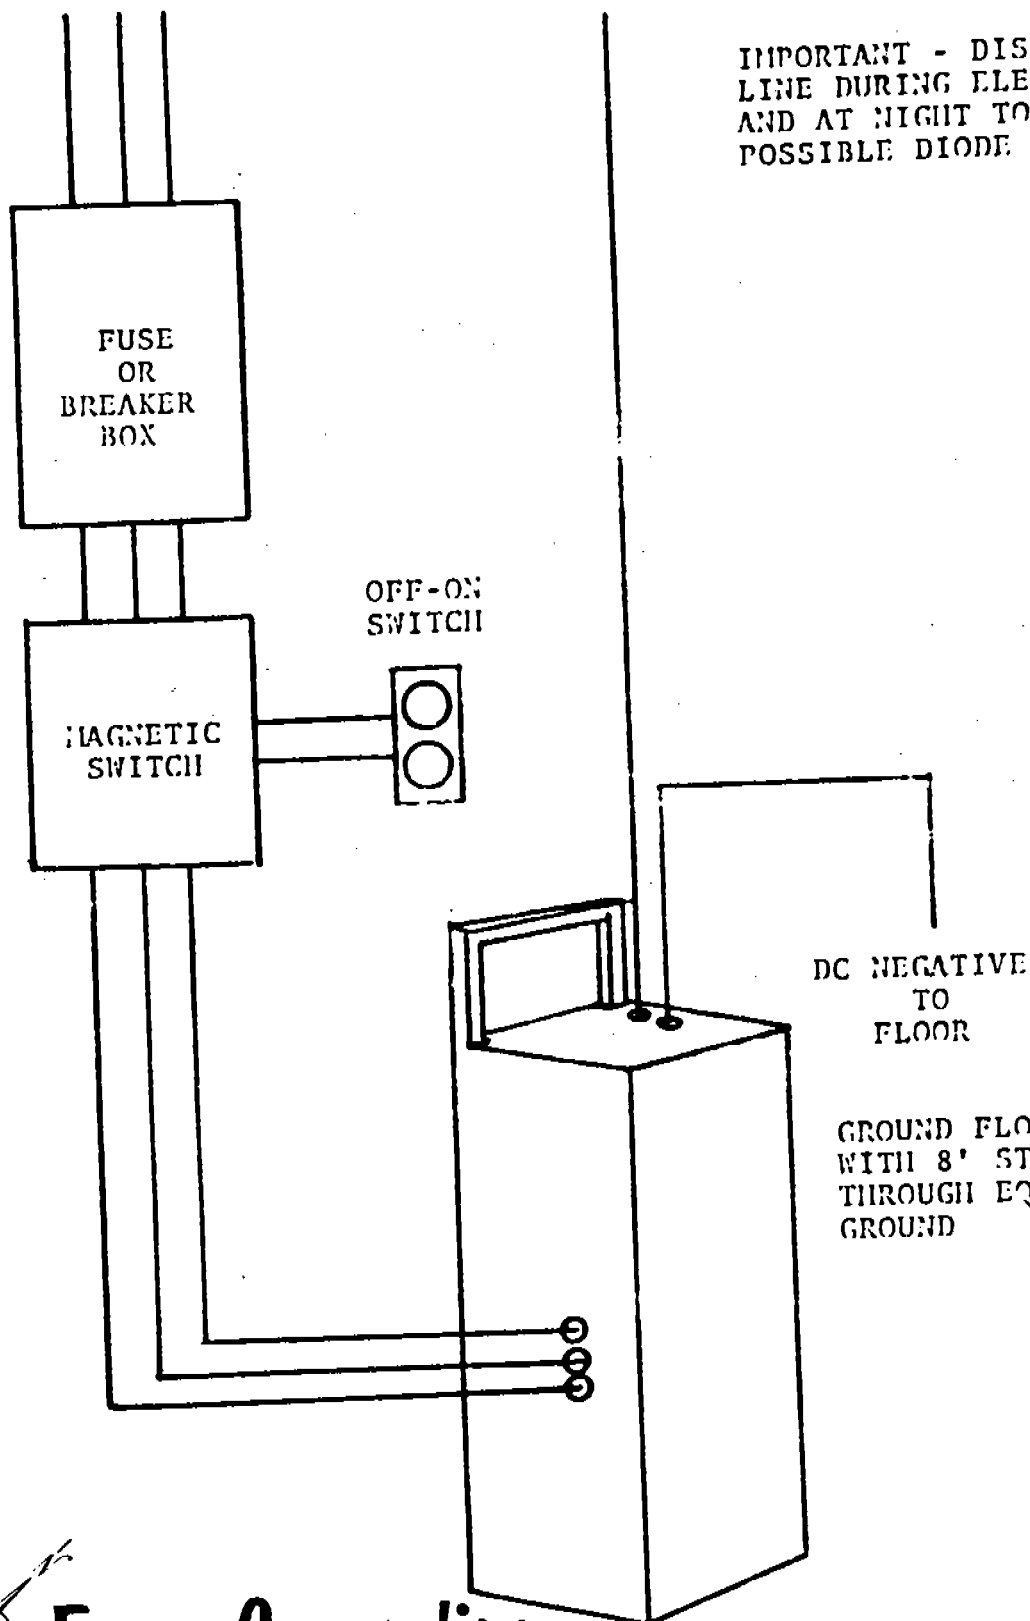 IMPORTANT - DIS
LINE DURING ELE
AND AT NIGHT TO
POSSIBLE DIODE
FUSE
OR
BREAKER
BOX
OFF-ON
SWITCH
MAGNETIC
SWITCH
DC NEGATIVE
TO
FLOOR
GROUND FLO
WITH 8' ST
THROUGH EQ
GROUND